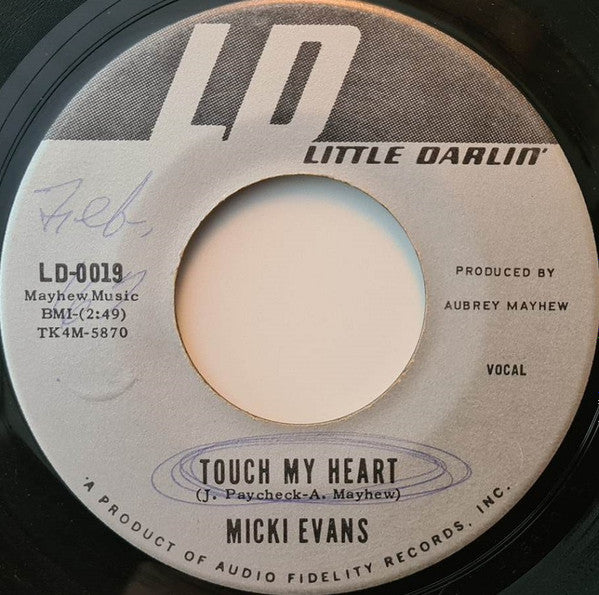 LD
LITTLE DARLIN'
Feb,
LD-0019
Mayhew Music
BMI-(2:49)
TK4M-5870
PRODUCED BY
AUBREY MAYHEW
VOCAL
TOUCH MY HEART
(J. Paycheck-A. Mayhew)
MICKI EVANS
'A PRODUCT OF AUDIO FIDELITY RECORDS, INC.